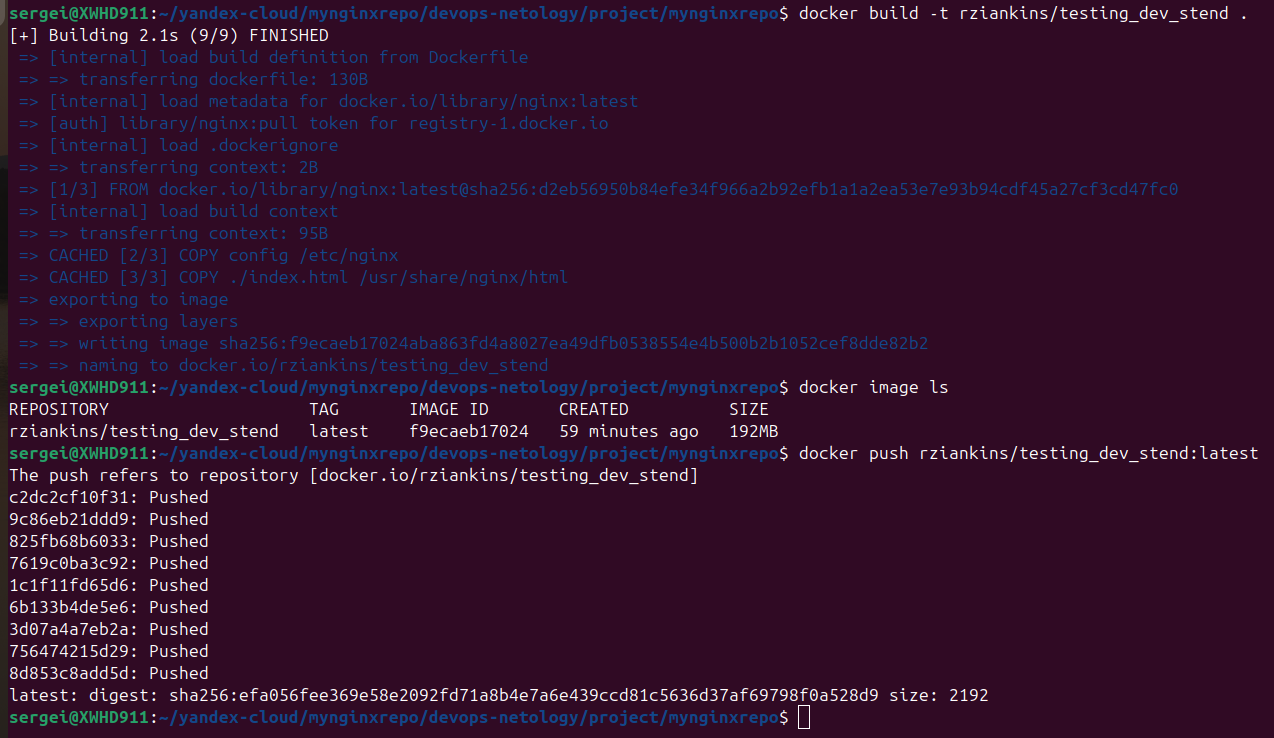 sergei@XWHD911:~/yandex-cloud/mynginxrepo/devops-netology/project/mynginxrepo$ docker build -t rziankins/testing_dev_stend .
[+] Building 2.1s (9/9) FINISHED
=> [internal] load build definition from Dockerfile
=> => transferring dockerfile: 130B
=> [internal] load metadata for docker.io/library/nginx:latest
=> [auth] library/nginx:pull token for registry-1.docker.io
=> [internal] load .dockerignore
=> => transferring context: 2B
=> [1/3] FROM docker.io/library/nginx:latest@sha256:d2eb56950b84efe34f966a2b92efb1a1a2ea53e7e93b94cdf45a27cf3cd47fc0
=> [internal] load build context
=> => transferring context: 95B
=> CACHED [2/3] COPY config /etc/nginx
=> CACHED [3/3] COPY ./index.html /usr/share/nginx/html
=> exporting to image
=> => exporting layers
=> => writing image sha256:f9ecaeb17024aba863fd4a8027ea49dfb0538554e4b500b2b1052cef8dde82b2
=> => naming to docker.io/rziankins/testing_dev_stend
sergei@XWHD911:~/yandex-cloud/mynginxrepo/devops-netology/project/mynginxrepo$ docker image ls
REPOSITORY TAG IMAGE ID CREATED SIZE
rziankins/testing_dev_stend latest f9ecaeb17024 59 minutes ago 192MB
sergei@XWHD911:~/yandex-cloud/mynginxrepo/devops-netology/project/mynginxrepo$ docker push rziankins/testing_dev_stend:latest
The push refers to repository [docker.io/rziankins/testing_dev_stend]
c2dc2cf10f31: Pushed
9c86eb21ddd9: Pushed
825fb68b6033: Pushed
7619c0ba3c92: Pushed
1c1f11fd65d6: Pushed
6b133b4de5e6: Pushed
3d07a4a7eb2a: Pushed
756474215d29: Pushed
8d853c8add5d: Pushed
latest: digest: sha256:efa056fee369e58e2092fd71a8b4e7a6e439ccd81c5636d37af69798f0a528d9 size: 2192
sergei@XWHD911:~/yandex-cloud/mynginxrepo/devops-netology/project/mynginxrepo$